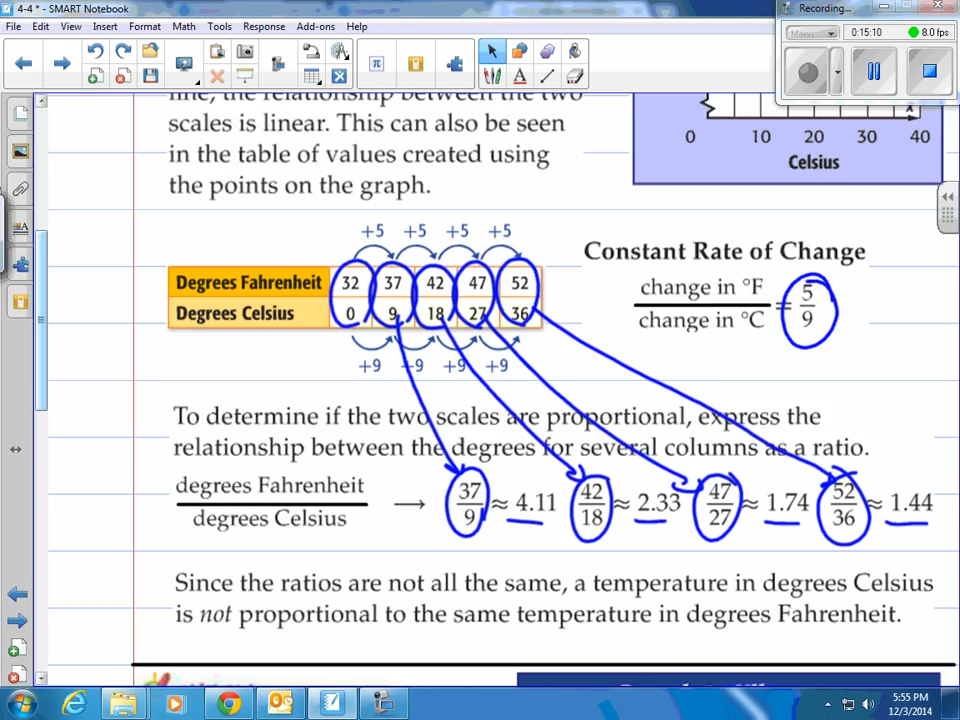 4-4 * - SMART Notebook
Recording...
File Edit View Insert Format Math Tools Response Add-ons Help
Menu 0:15:10 8.0 fps
line, the relationship between the two
scales is linear. This can also be seen
in the table of values created using
the points on the graph.
0 10 20 30 40
Celsius
+5 +5 +5 +5
Degrees Fahrenheit 32 37 42 47 52
Degrees Celsius 0 9 18 27 36
+9 +9 +9 +9
Constant Rate of Change
change in °F
change in °C
=
5
9
To determine if the two scales are proportional, express the
relationship between the degrees for several columns as a ratio.
degrees Fahrenheit
degrees Celsius
→ 37/9 ≈ 4.11 42/18 ≈ 2.33 47/27 ≈ 1.74 52/36 ≈ 1.44
Since the ratios are not all the same, a temperature in degrees Celsius
is not proportional to the same temperature in degrees Fahrenheit.
5:55 PM
12/3/2014